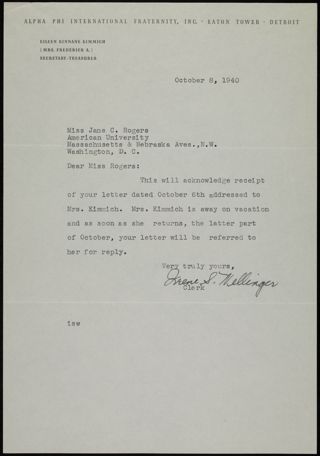 ALPHA PHI INTERNATIONAL FRATERNITY, INC. · EATON TOWER · DETROIT
EILEEN KINNANE KIMMICH
(MRS. FREDERICK A.)
SECRETARY-TREASURER
October 8, 1940
Miss Jane C. Rogers
American University
Massachusetts & Nebraska Aves.,N.W.
Washington, D. C.
Dear Miss Rogers:
This will acknowledge receipt
of your letter dated October 6th addressed to
Mrs. Kimmich. Mrs. Kimmich is away on vacation
and as soon as she returns, the latter part
of October, your letter will be referred to
her for reply.
Very truly yours,
Irene S. Wellinger
Clerk
isw